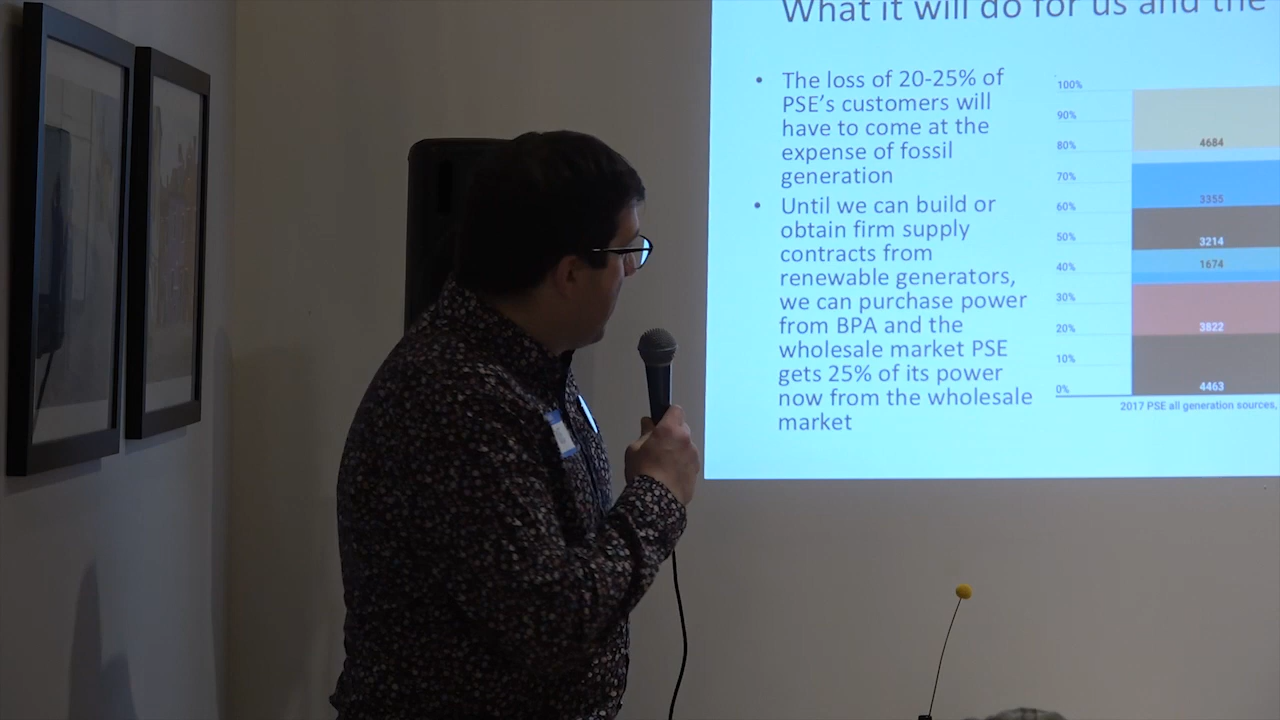 What it will do for us and the
• The loss of 20-25% of
PSE's customers will
have to come at the
expense of fossil
generation
• Until we can build or
obtain firm supply
contracts from
renewable generators,
we can purchase power
from BPA and the
wholesale market PSE
gets 25% of its power
now from the wholesale
market
100%
90%
80%
70%
60%
50%
40%
30%
20%
10%
0%
4684
3355
3214
1674
3822
4463
2017 PSE all generation sources,